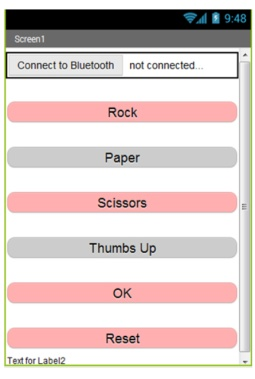 9:48
Screen1
Connect to Bluetooth not connected...
Rock
Paper
Scissors
Thumbs Up
OK
Reset
Text for Label2